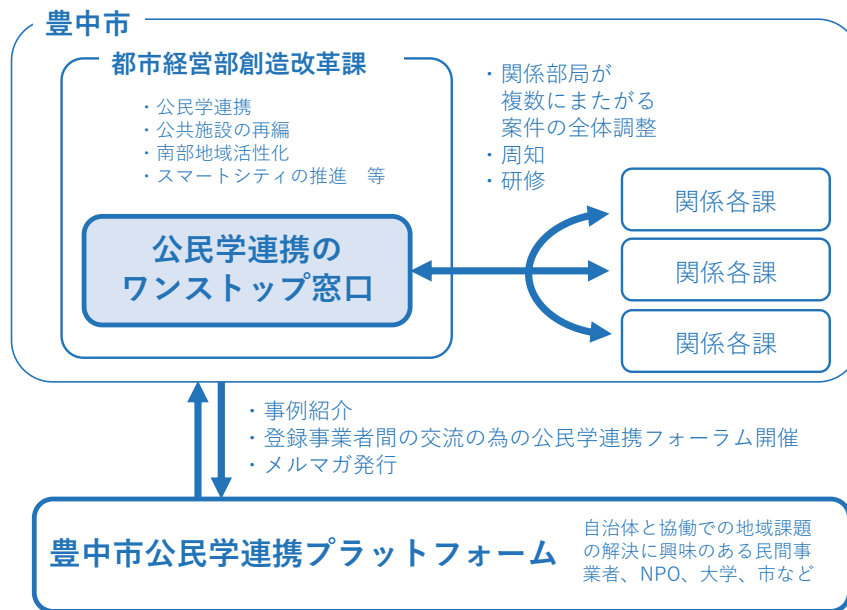 豊中市
都市経営部創造改革課
・公民学連携
・公共施設の再編
・南部地域活性化
・スマートシティの推進　等
公民学連携の
ワンストップ窓口
・関係部局が
複数にまたがる
案件の全体調整
・周知
・研修
関係各課
関係各課
関係各課
・事例紹介
・登録事業者間の交流の為の公民学連携フォーラム開催
・メルマガ発行
豊中市公民学連携プラットフォーム
自治体と協働での地域課題
の解決に興味のある民間事
業者、NPO、大学、市など